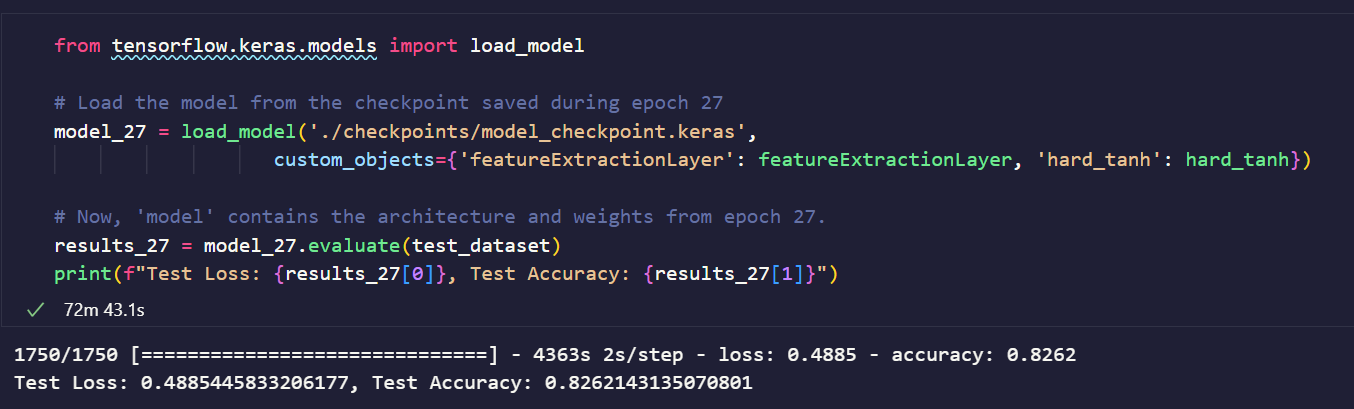 from tensorflow.keras.models import load_model
# Load the model from the checkpoint saved during epoch 27
model_27 = load_model('./checkpoints/model_checkpoint.keras',
custom_objects={'featureExtractionLayer': featureExtractionLayer, 'hard_tanh': hard_tanh})
# Now, 'model' contains the architecture and weights from epoch 27.
results_27 = model_27.evaluate(test_dataset)
print(f"Test Loss: {results_27[0]}, Test Accuracy: {results_27[1]}")
72m 43.1s
1750/1750 [==============================] - 4363s 2s/step - loss: 0.4885 - accuracy: 0.8262
Test Loss: 0.4885445833206177, Test Accuracy: 0.8262143135070801